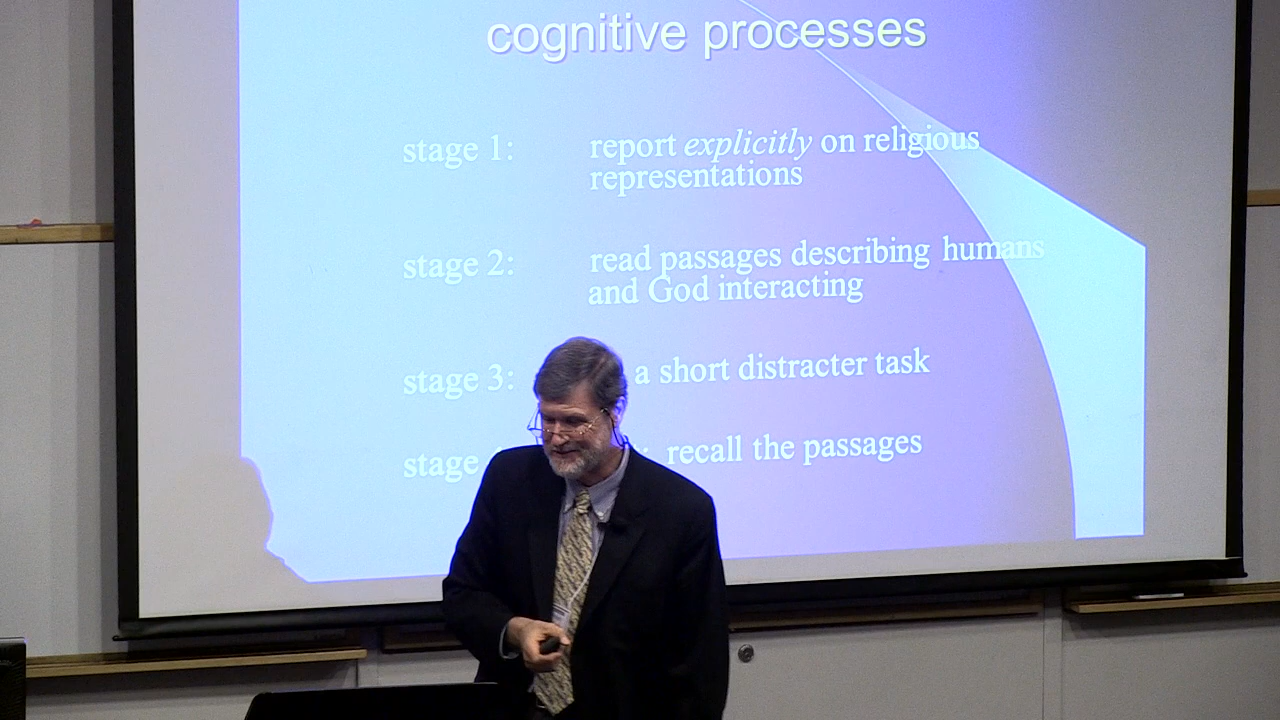 cognitive processes
stage 1: report explicitly on religious
representations
stage 2: read passages describing humans
and God interacting
stage 3: a short distracter task
stage : recall the passages